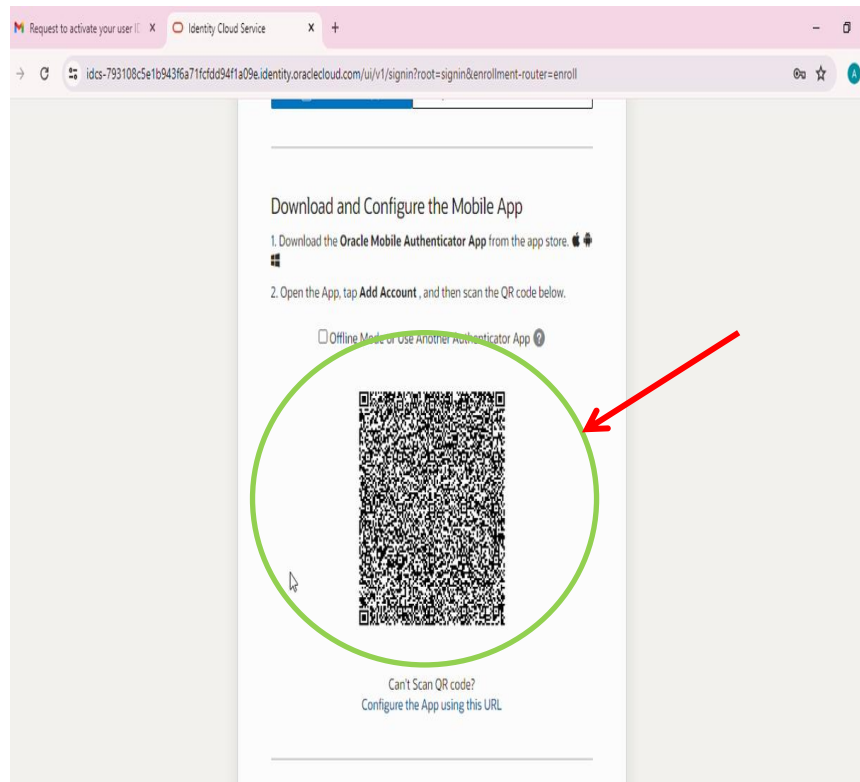 Request to activate your user I
Identity Cloud Service
idcs-793108c5e1b943f6a71fcfdd94f1a09e.identity.oraclecloud.com/ui/v1/signin?root=signin&enrollment-router=enroll
A
Download and Configure the Mobile App
1. Download the Oracle Mobile Authenticator App from the app store.
2. Open the App, tap Add Account , and then scan the QR code below.
Offline Mode or Use Another Authenticator App ?
Can't Scan QR code?
Configure the App using this URL